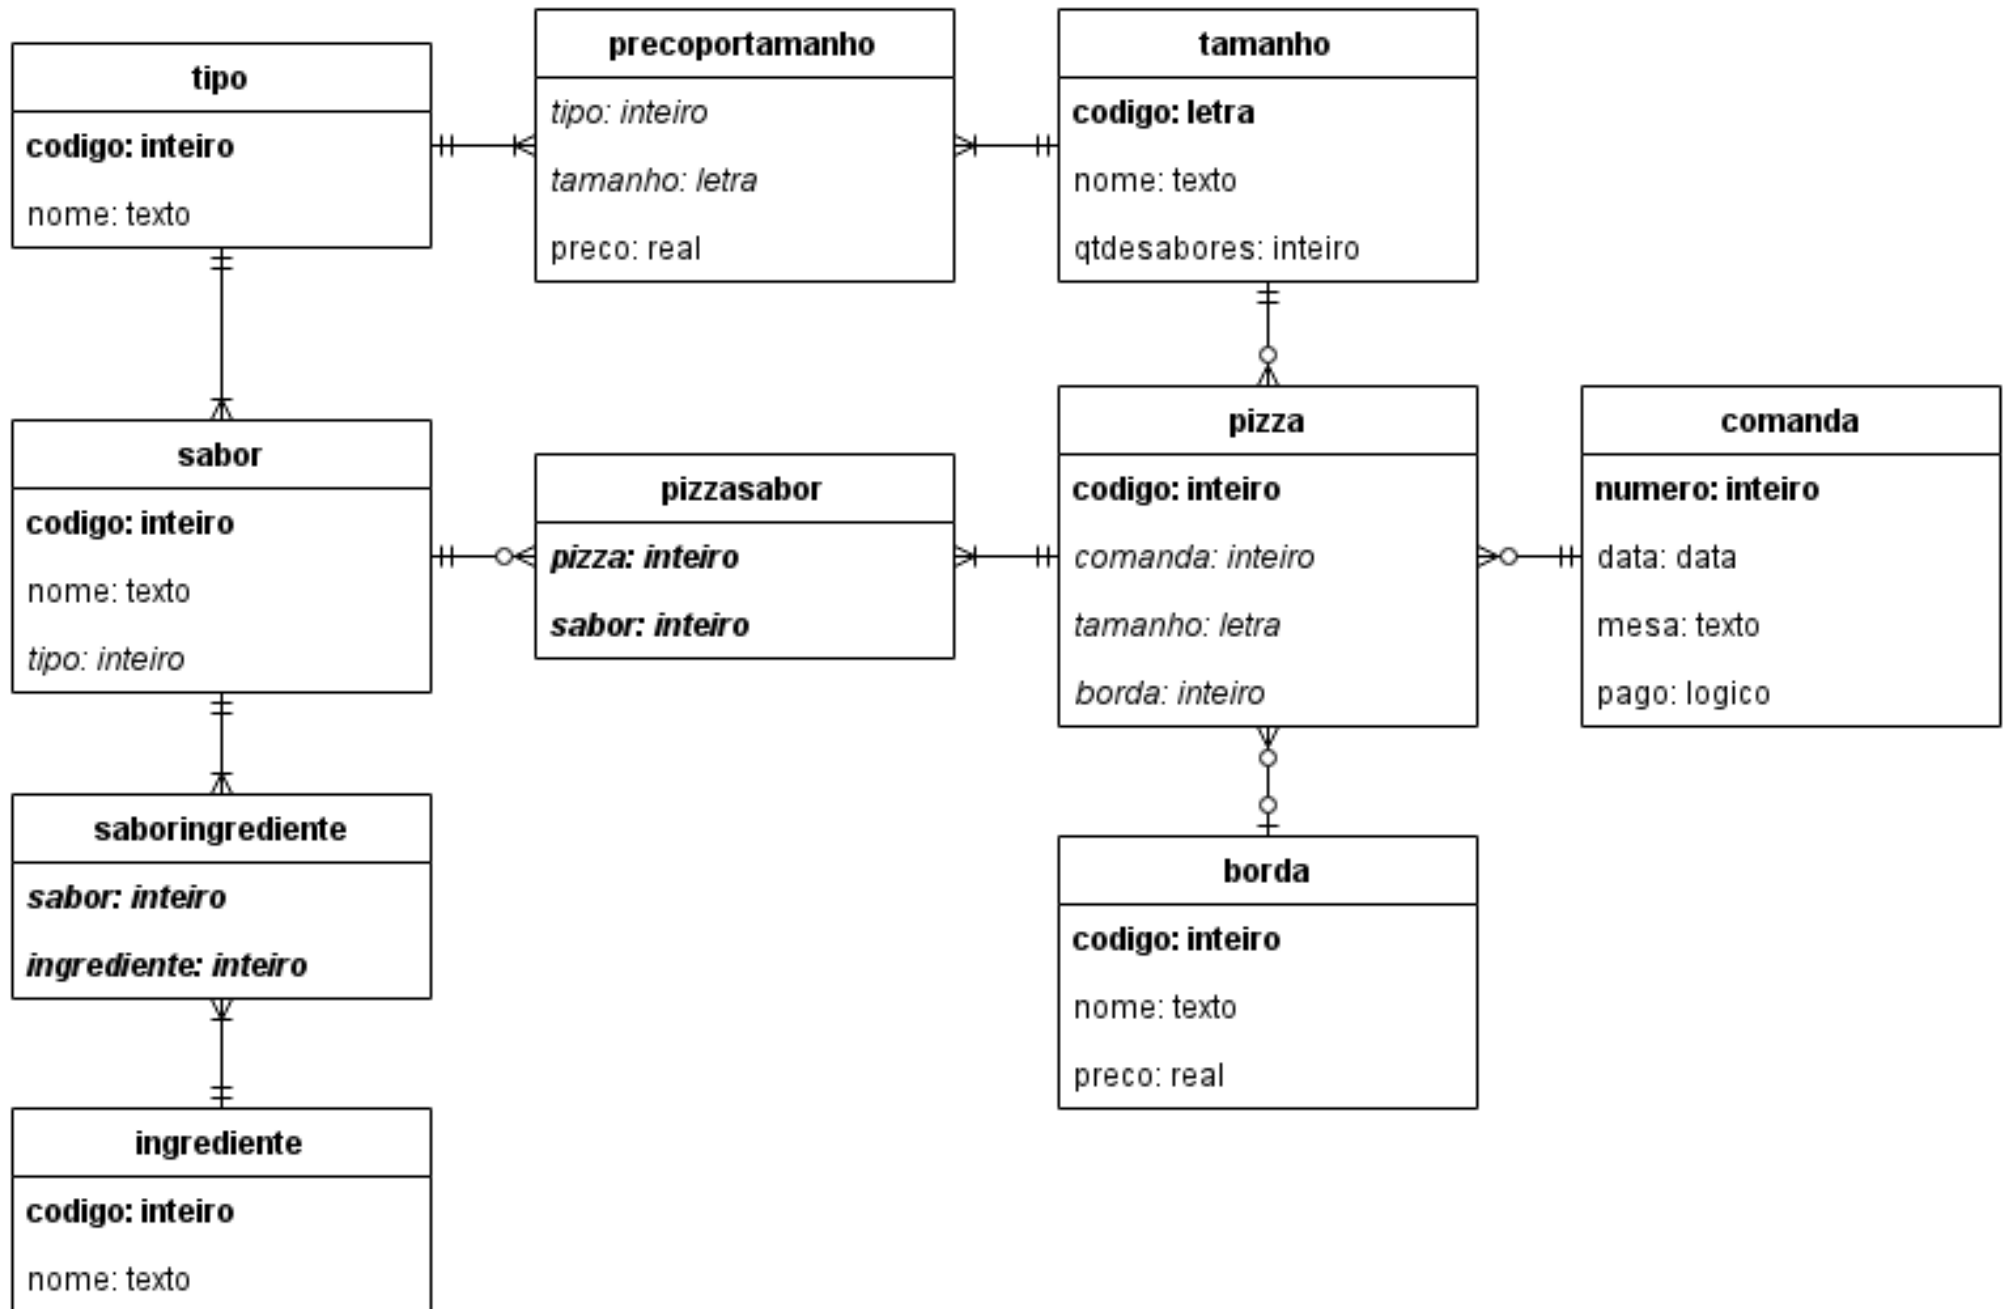 tipo
codigo: inteiro
nome: texto
precoportamanho
tipo: inteiro
tamanho: letra
preco: real
tamanho
codigo: letra
nome: texto
qtdesabores: inteiro
sabor
codigo: inteiro
nome: texto
tipo: inteiro
pizzasabor
pizza: inteiro
sabor: inteiro
pizza
codigo: inteiro
comanda: inteiro
tamanho: letra
borda: inteiro
comanda
numero: inteiro
data: data
mesa: texto
pago: logico
saboringrediente
sabor: inteiro
ingrediente: inteiro
borda
codigo: inteiro
nome: texto
preco: real
ingrediente
codigo: inteiro
nome: texto